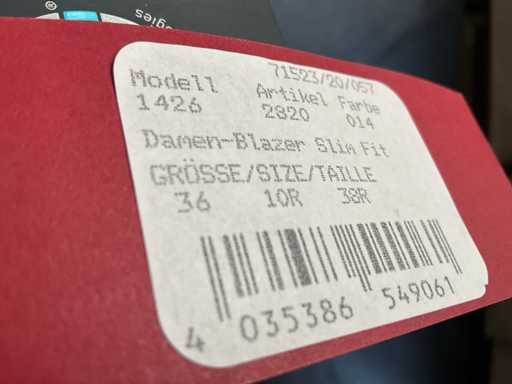 71523/20/057
Modell Artikel Farbe
1426 2820 014
Damen-Blazer Slim Fit
GRÖSSE/SIZE/TAILLE
36 10R 38R
4 035386 549061